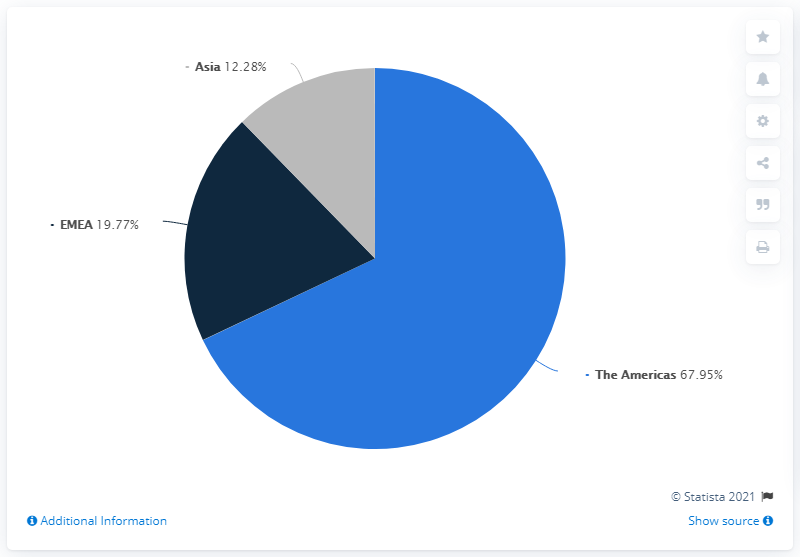 Asia 12.28%
EMEA 19.77%
The Americas 67.95%
© Statista 2021
Additional Information
Show source